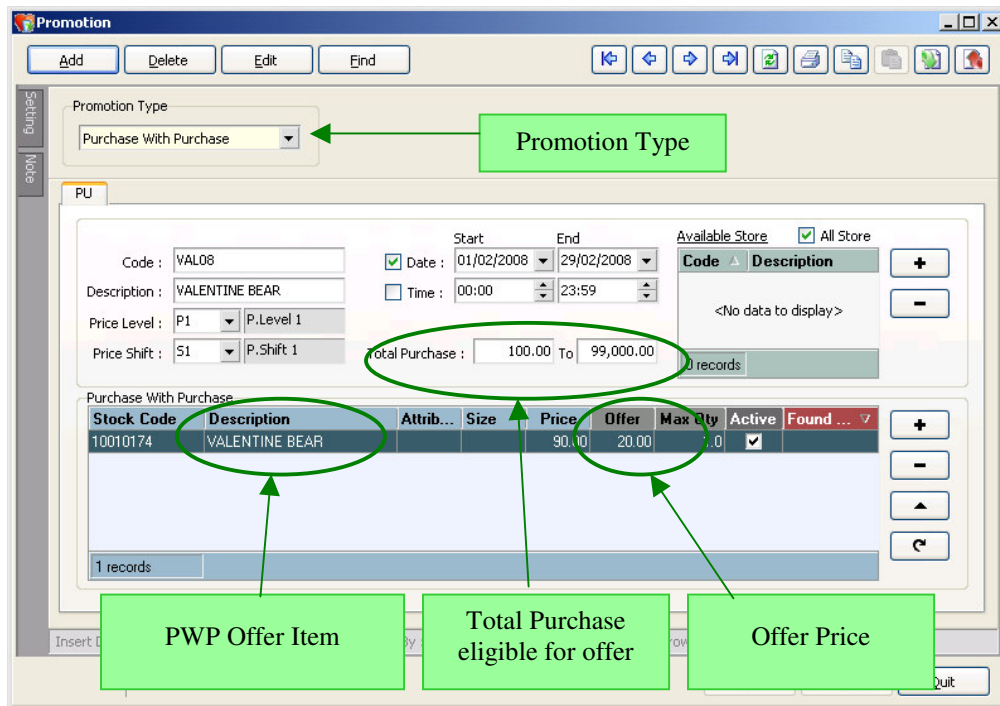 Promotion
Add Delete Edit Find
Setting
Note
Promotion Type
Purchase With Purchase
Promotion Type
PU
Start End Available Store All Store
Code : VAL08 Date : 01/02/2008 29/02/2008 Code Description
Description : VALENTINE BEAR Time : 00:00 23:59
<No data to display>
Price Level : P1 P.Level 1
Price Shift : S1 P.Shift 1 Total Purchase : 100.00 To 99,000.00
0 records
Purchase With Purchase
Stock Code Description Attrib... Size Price Offer Max Qty Active Found ...
10010174 VALENTINE BEAR 90.00 20.00 1.0
1 records
PWP Offer Item
Total Purchase
eligible for offer
Offer Price
Insert
Quit